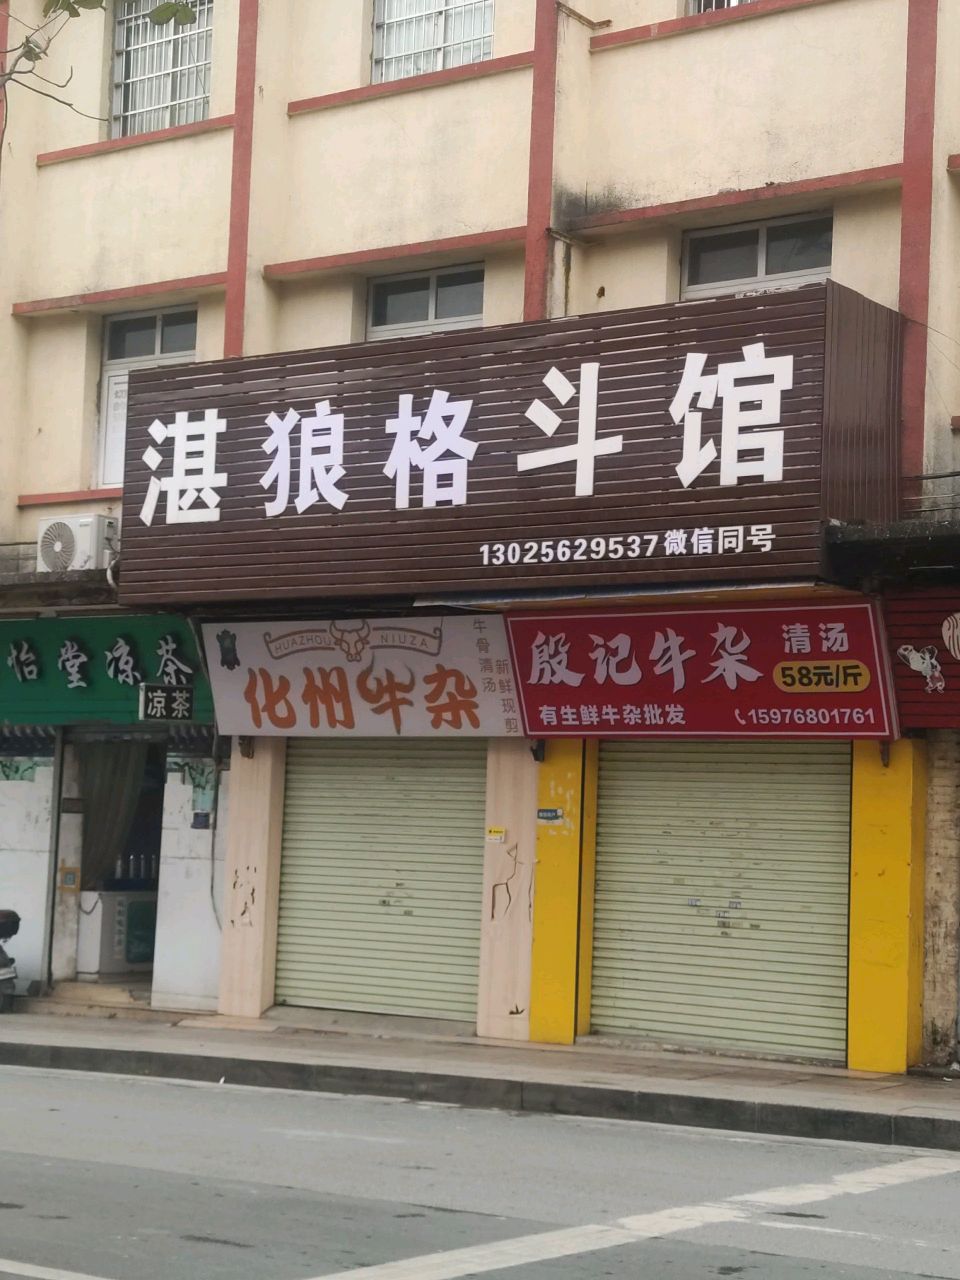 湛狼格斗馆
13025629537微信同号
怡堂凉茶
凉茶
HUAZHOU NIUZA
化州牛杂
牛骨清汤
新鲜现剪
殷记牛杂
清汤
58元/斤
有生鲜牛杂批发
15976801761